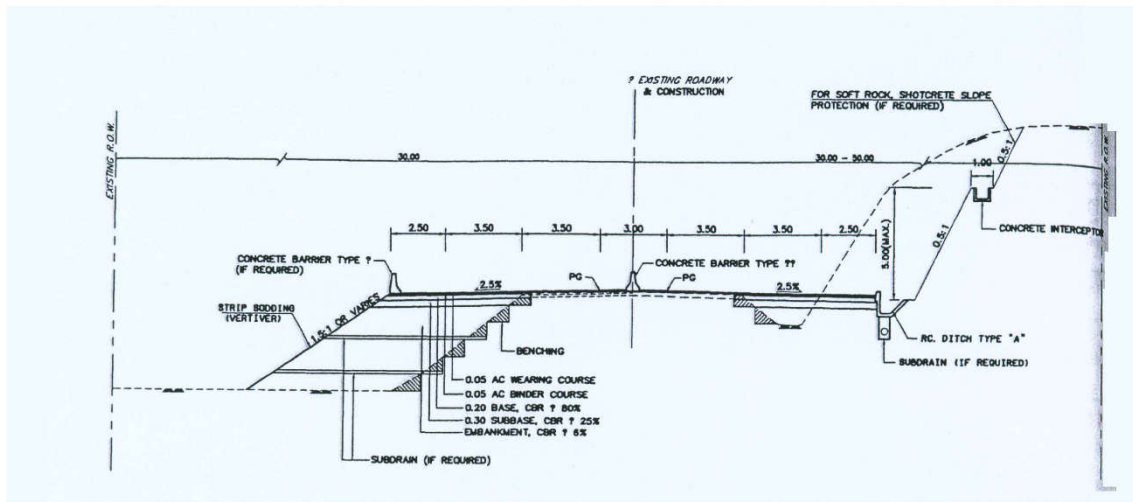 ? EXISTING ROADWAY
& CONSTRUCTION
FOR SOFT ROCK, SHOTCRETE SLOPE
PROTECTION (IF REQUIRED)
EXISTING R.O.W.
EXISTING R.O.W.
30.00
30.00 - 50.00
0.5:1
1.00
CONCRETE INTERCEPTOR
0.5:1
5.00(MAX.)
2.50
3.50
3.50
3.00
3.50
3.50
2.50
CONCRETE BARRIER TYPE ?
(IF REQUIRED)
CONCRETE BARRIER TYPE ??
2.5%
PG
PG
2.5%
STRIP SODDING
(VERTIVER)
1.5:1 OR VARIES
BENCHING
RC. DITCH TYPE "A"
SUBDRAIN (IF REQUIRED)
0.05 AC WEARING COURSE
0.05 AC BINDER COURSE
0.20 BASE, CBR ? 80%
0.30 SUBBASE, CBR ? 25%
EMBANKMENT, CBR ? 6%
SUBDRAIN (IF REQUIRED)